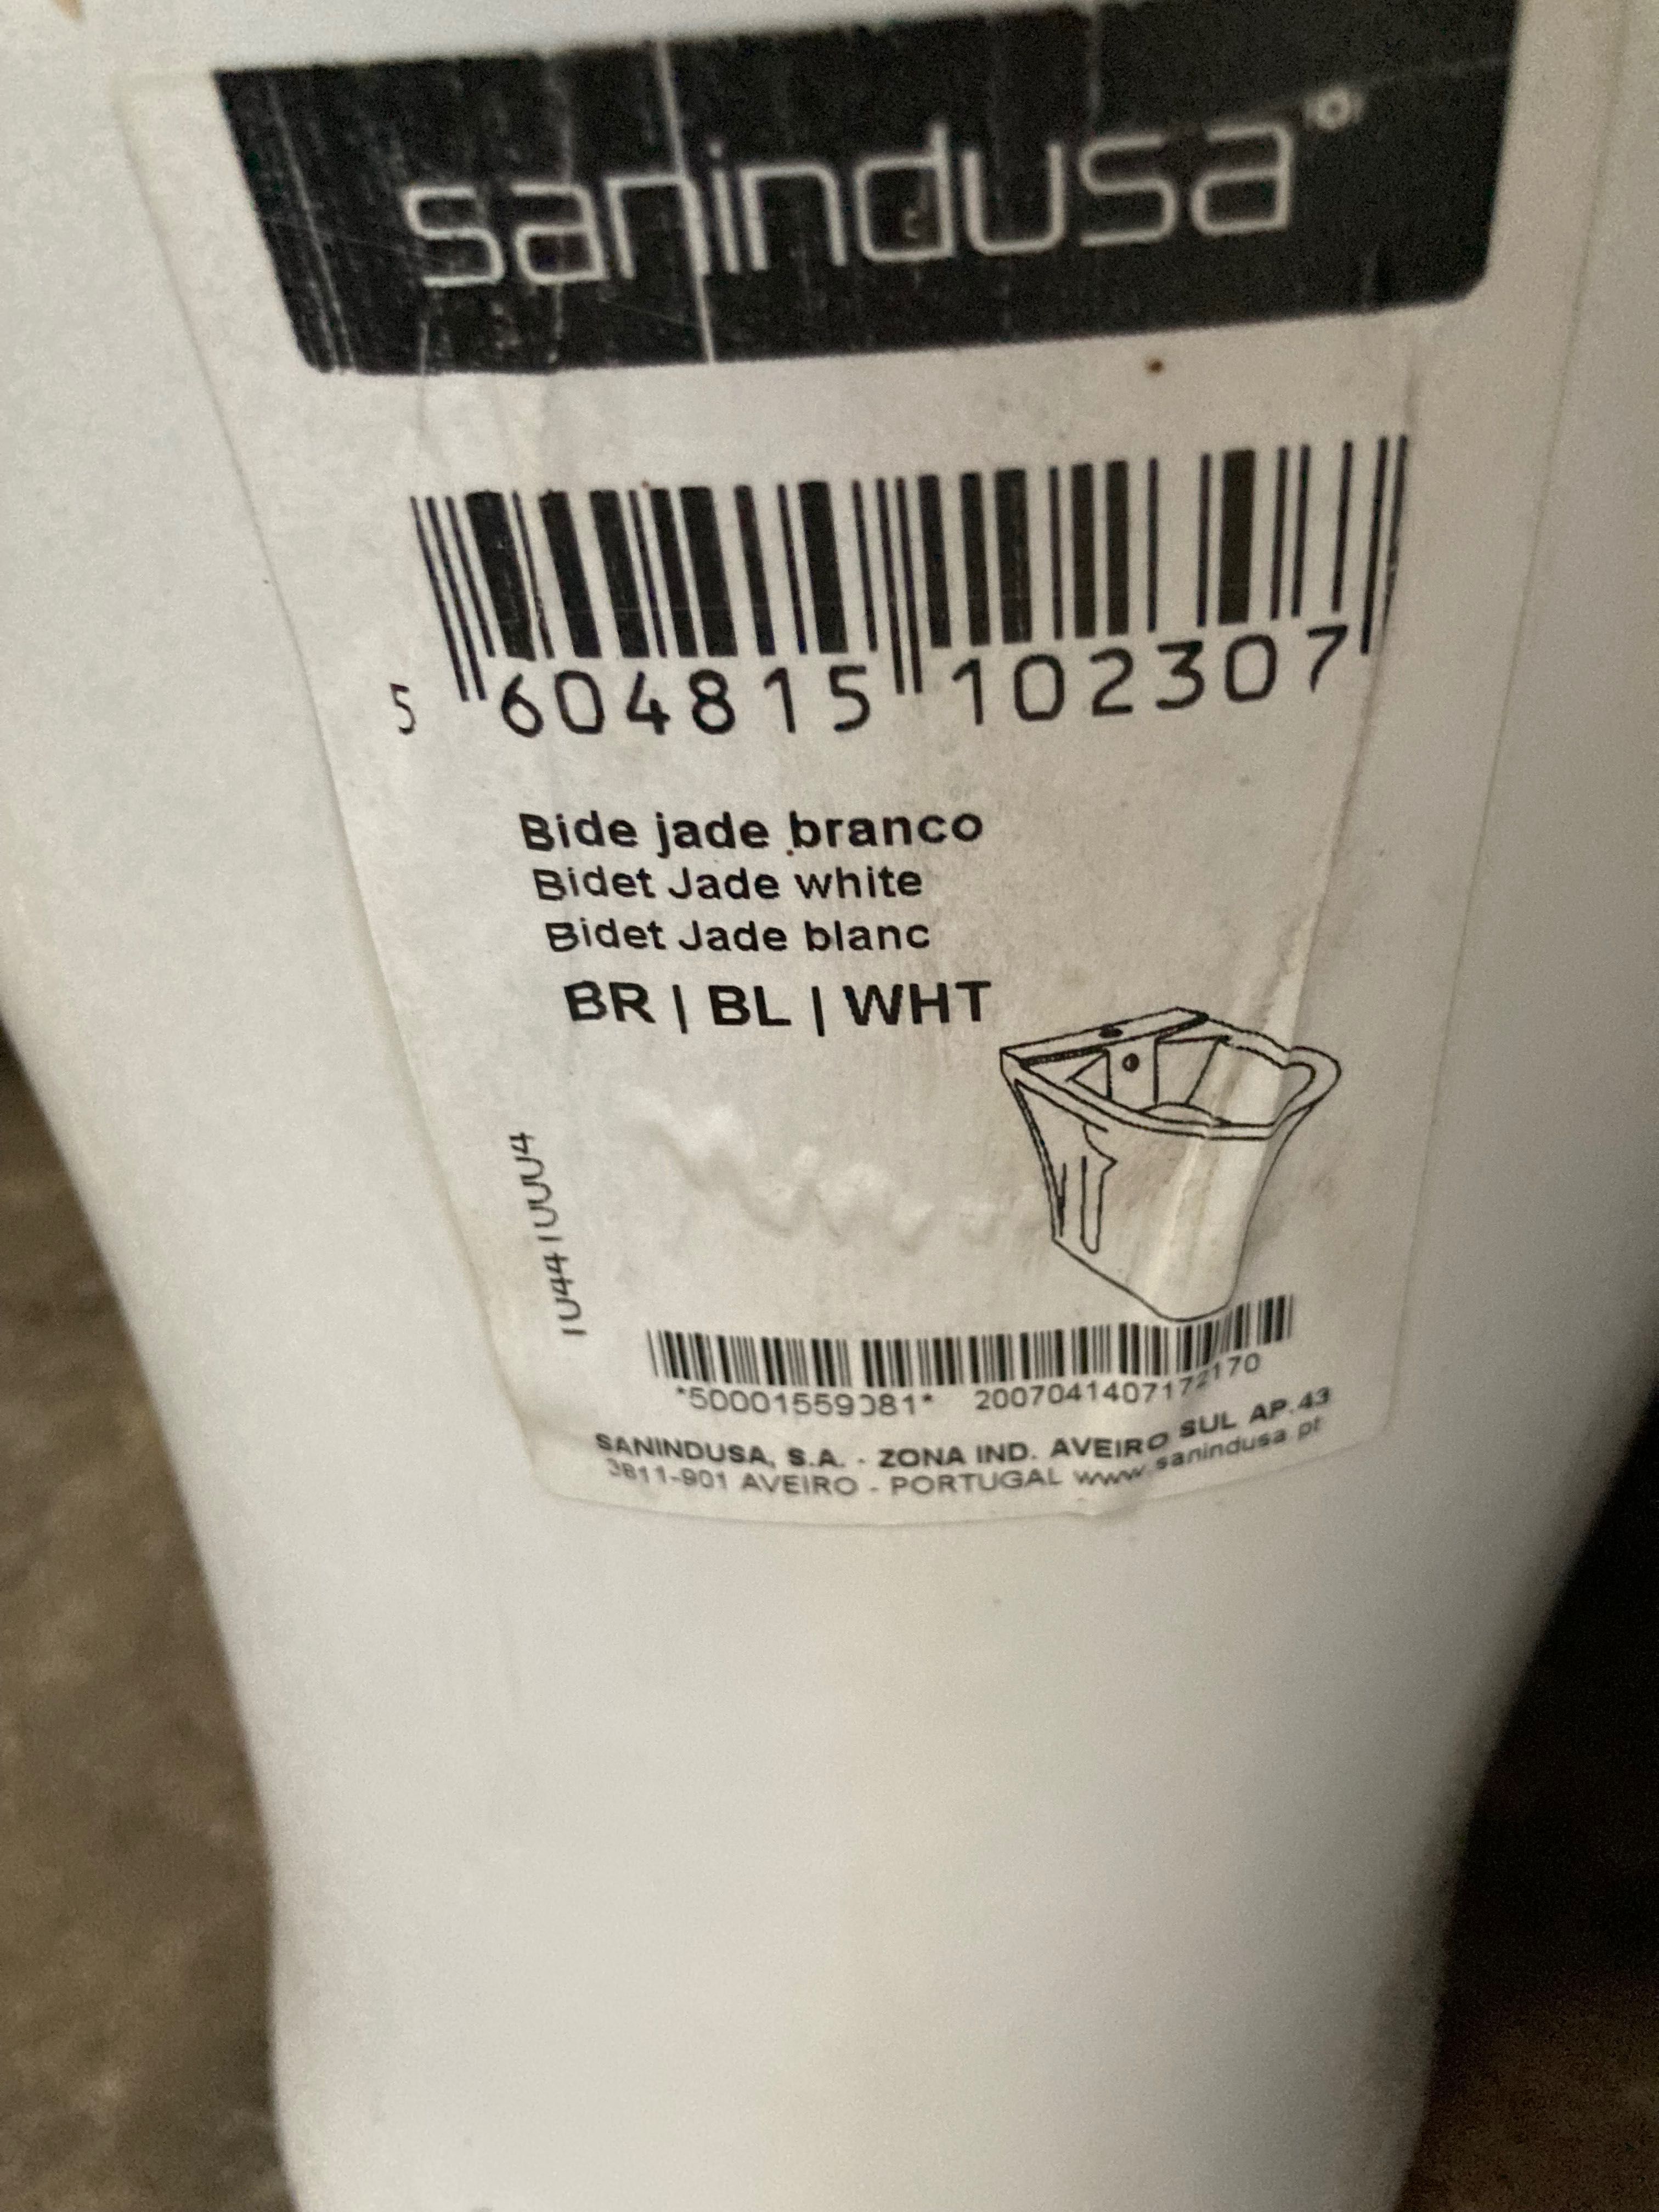 sanindusa®
5 604815 102307
Bide jade branco
Bidet Jade white
Bidet Jade blanc
BR | BL | WHT
*50001559081* 2007041407172170
SANINDUSA, S.A. - ZONA IND. AVEIRO SUL AP.43
3811-901 AVEIRO - PORTUGAL www.sanindusa.pt